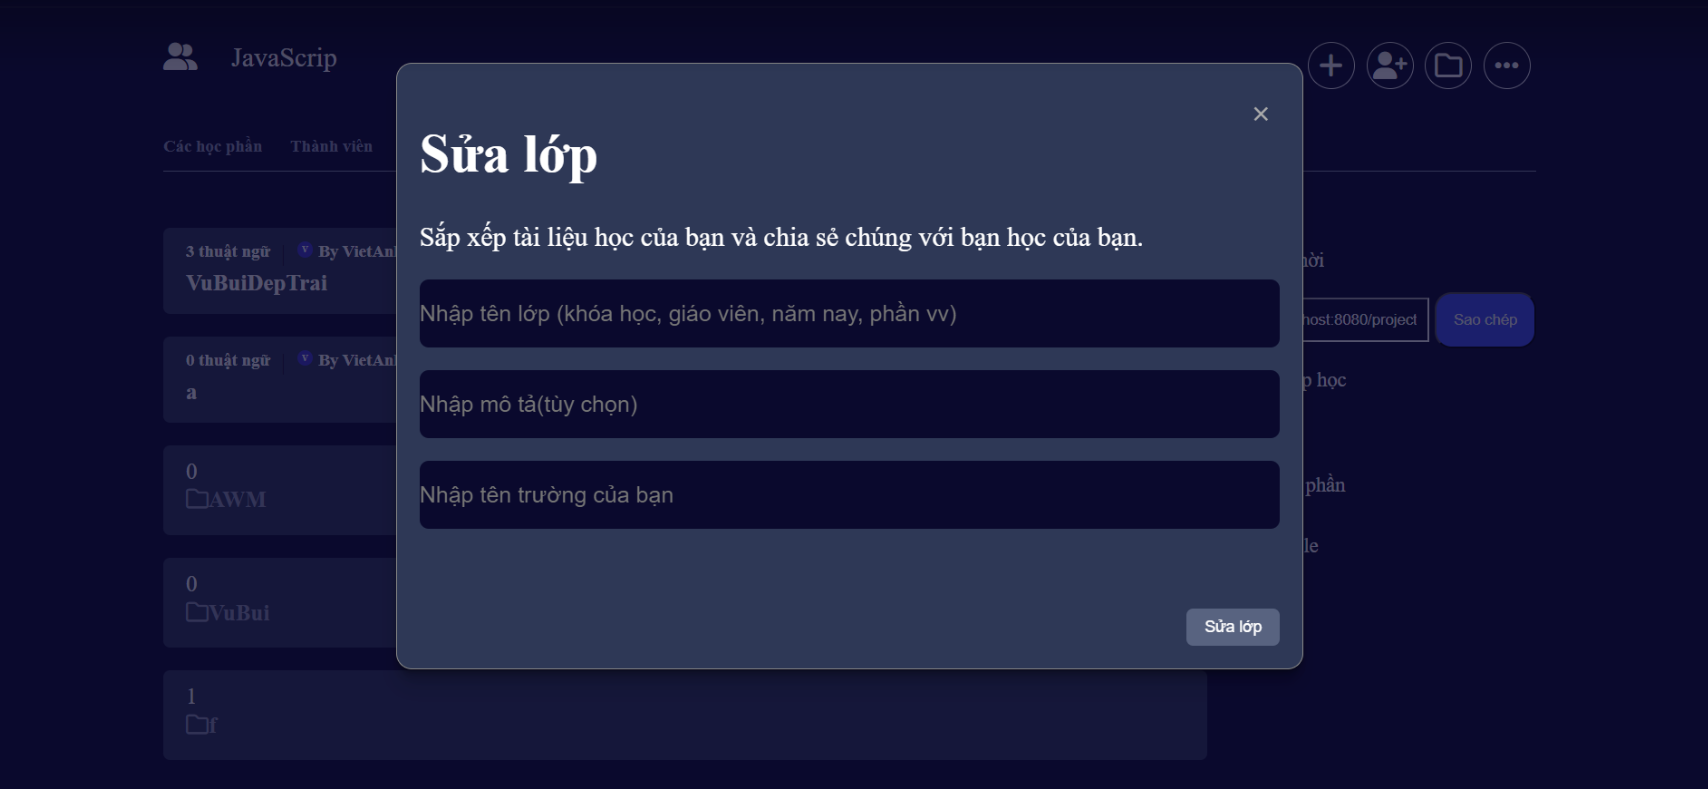 JavaScrip
Các học phần Thành viên
Sửa lớp
Sắp xếp tài liệu học của bạn và chia sẻ chúng với bạn học của bạn.
Nhập tên lớp (khóa học, giáo viên, năm nay, phần vv)
Nhập mô tả(tùy chọn)
Nhập tên trường của bạn
Sửa lớp
3 thuật ngữ V By VietAnh
VuBuiDepTrai
0 thuật ngữ V By VietAnh
a
0
AWM
0
VuBui
1
f
host:8080/project Sao chép
học
phần